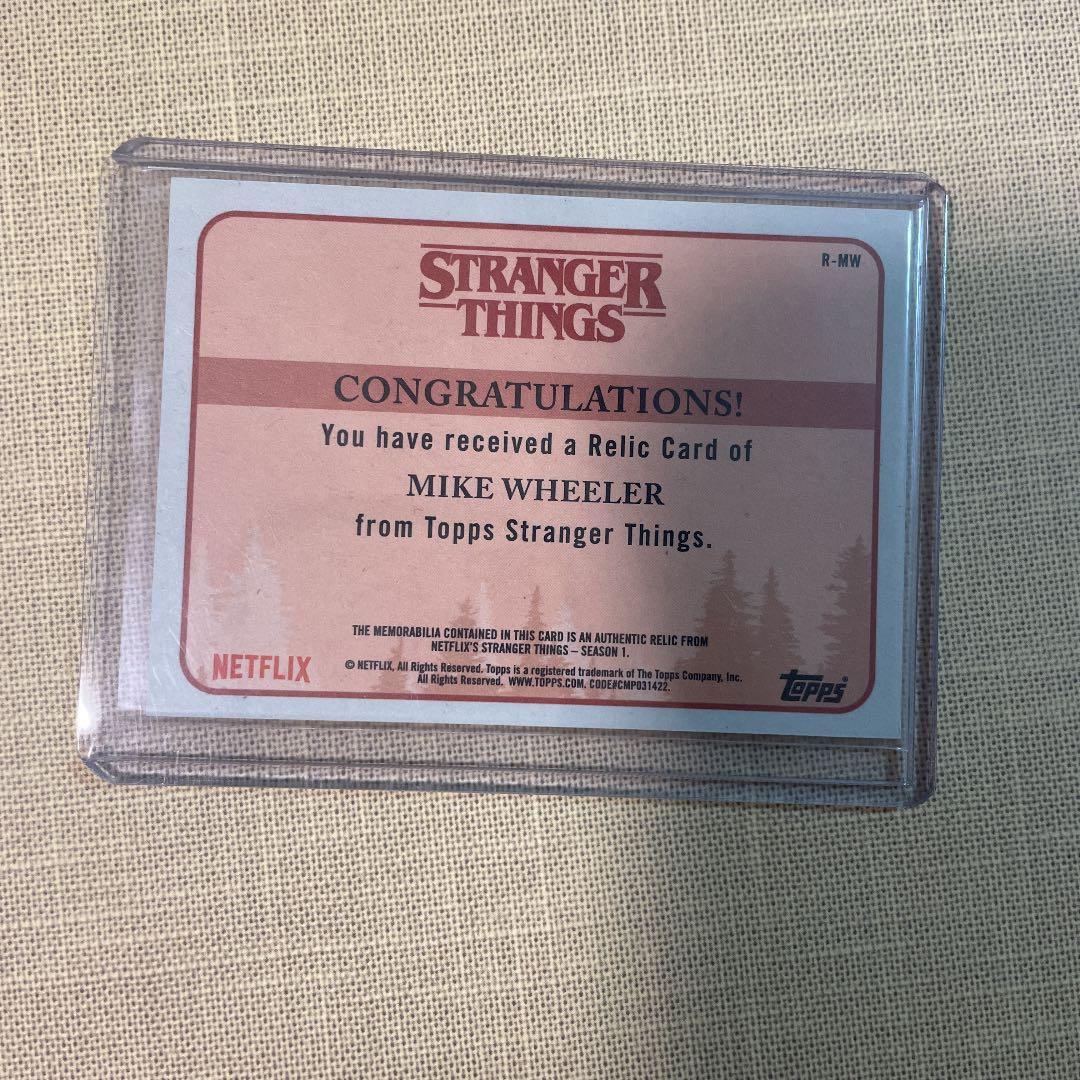 R-MW
STRANGER
THINGS
CONGRATULATIONS!
You have received a Relic Card of
MIKE WHEELER
from Topps Stranger Things.
THE MEMORABILIA CONTAINED IN THIS CARD IS AN AUTHENTIC RELIC FROM
NETFLIX'S STRANGER THINGS – SEASON 1.
NETFLIX
© NETFLIX, All Rights Reserved. Topps is a registered trademark of The Topps Company, Inc.
All Rights Reserved. WWW.TOPPS.COM. CODE#CMP031422.
topps®